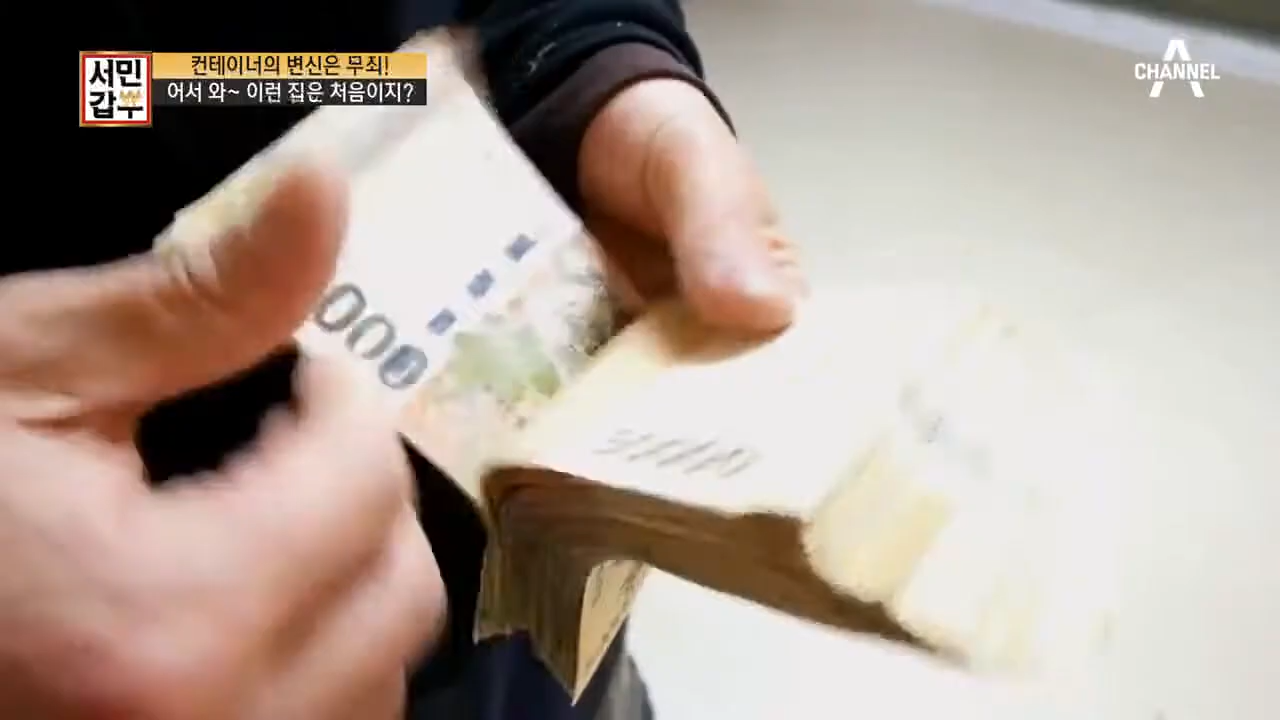 서민
갑부
컨테이너의 변신은 무죄!
어서 와~ 이런 집은 처음이지?
CHANNEL A
000